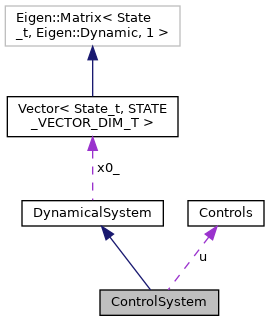 Eigen::Matrix< State
_t, Eigen::Dynamic, 1 >
Vector< State_t, STATE
_VECTOR_DIM_T >
x0_
DynamicalSystem
Controls
u
ControlSystem